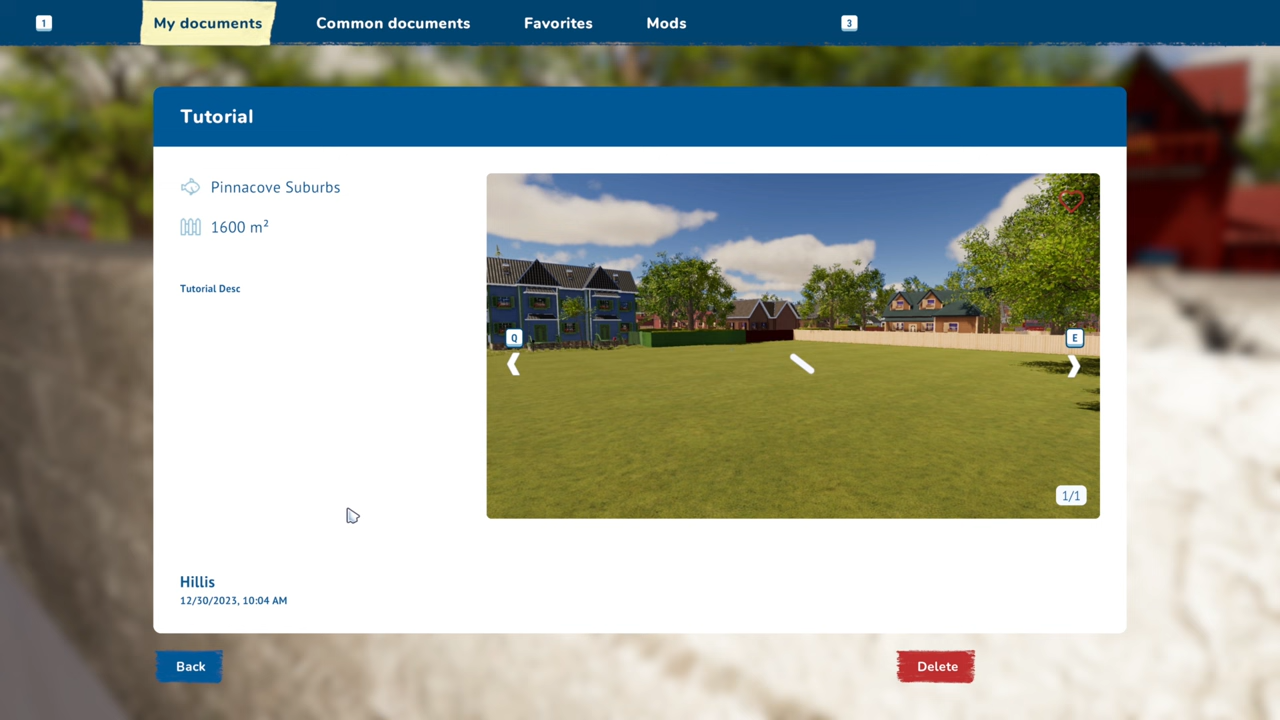 1
My documents
Common documents
Favorites
Mods
3
Tutorial
Pinnacove Suburbs
1600 m²
Tutorial Desc
Q
E
1/1
Hillis
12/30/2023, 10:04 AM
Back
Delete